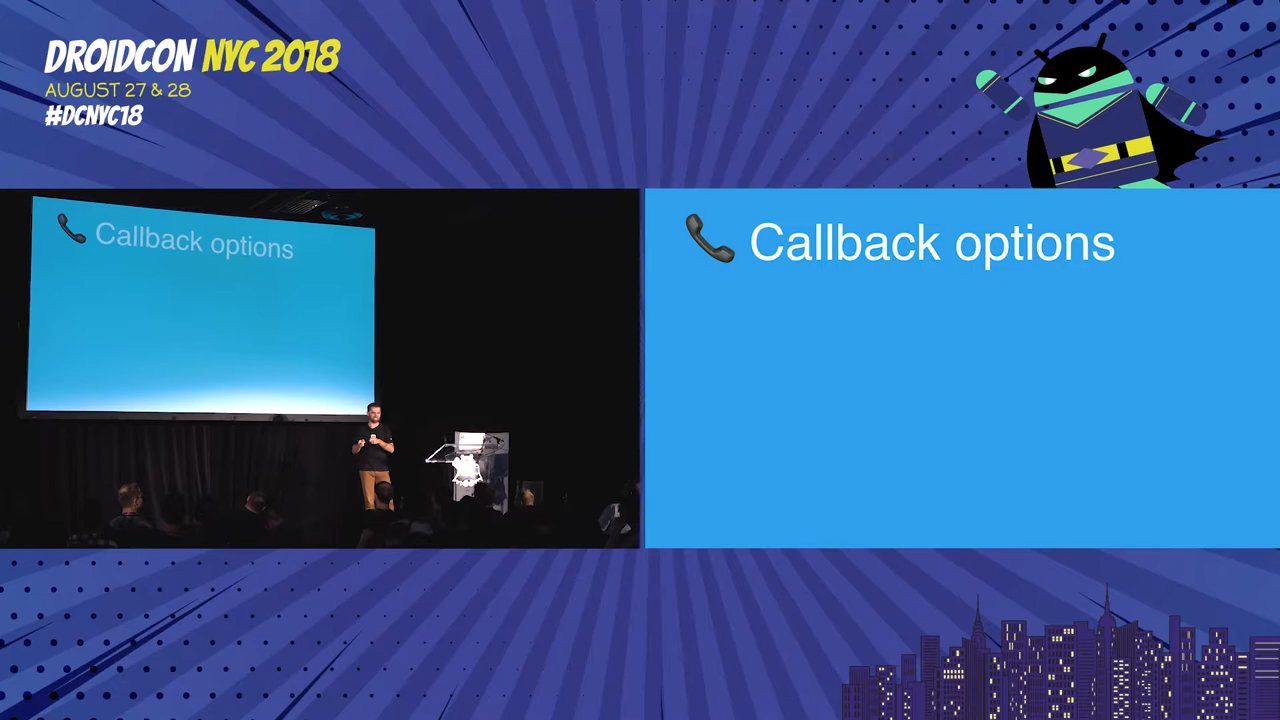 DROIDCON NYC 2018
AUGUST 27 & 28
#DCNYC18
Callback options
Callback options